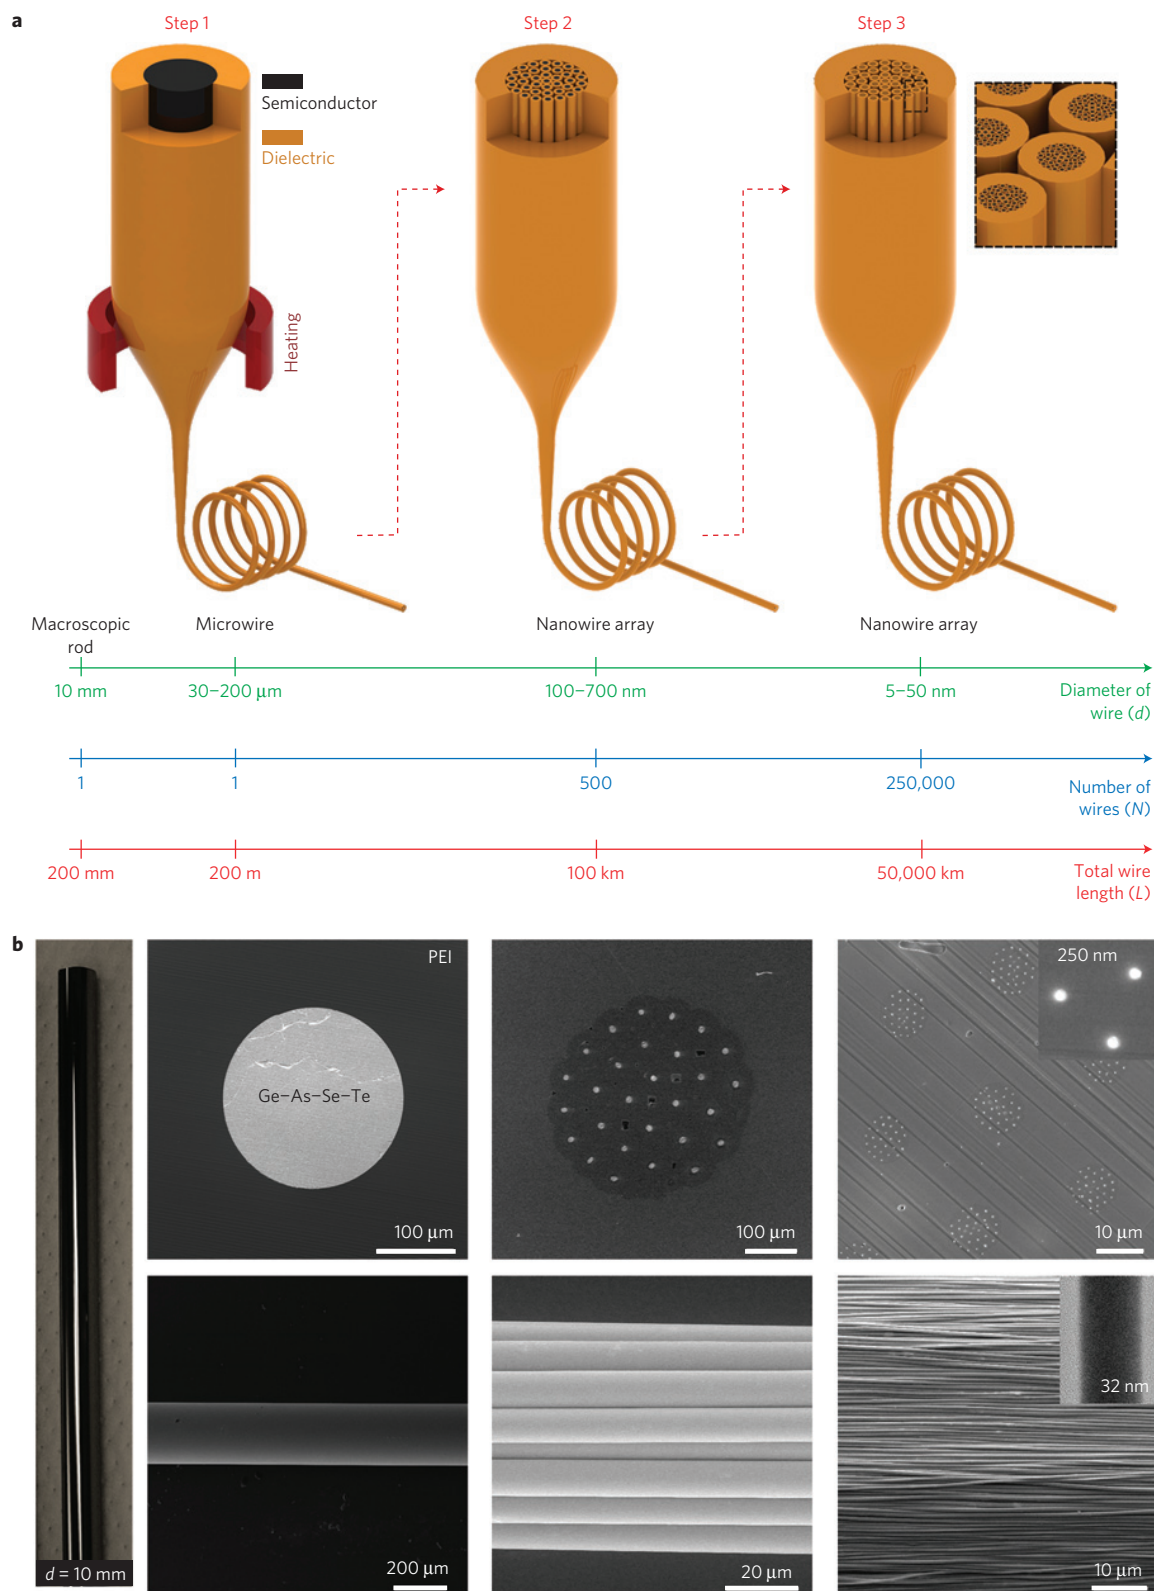 a
Step 1
Step 2
Step 3
Semiconductor
Dielectric
Heating
Macroscopic
rod
Microwire
Nanowire array
Nanowire array
10 mm
30–200 μm
100–700 nm
5–50 nm
Diameter of
wire (d)
1
1
500
250,000
Number of
wires (N)
200 mm
200 m
100 km
50,000 km
Total wire
length (L)
b
d = 10 mm
PEI
Ge–As–Se–Te
100 μm
100 μm
250 nm
10 μm
200 μm
20 μm
32 nm
10 μm